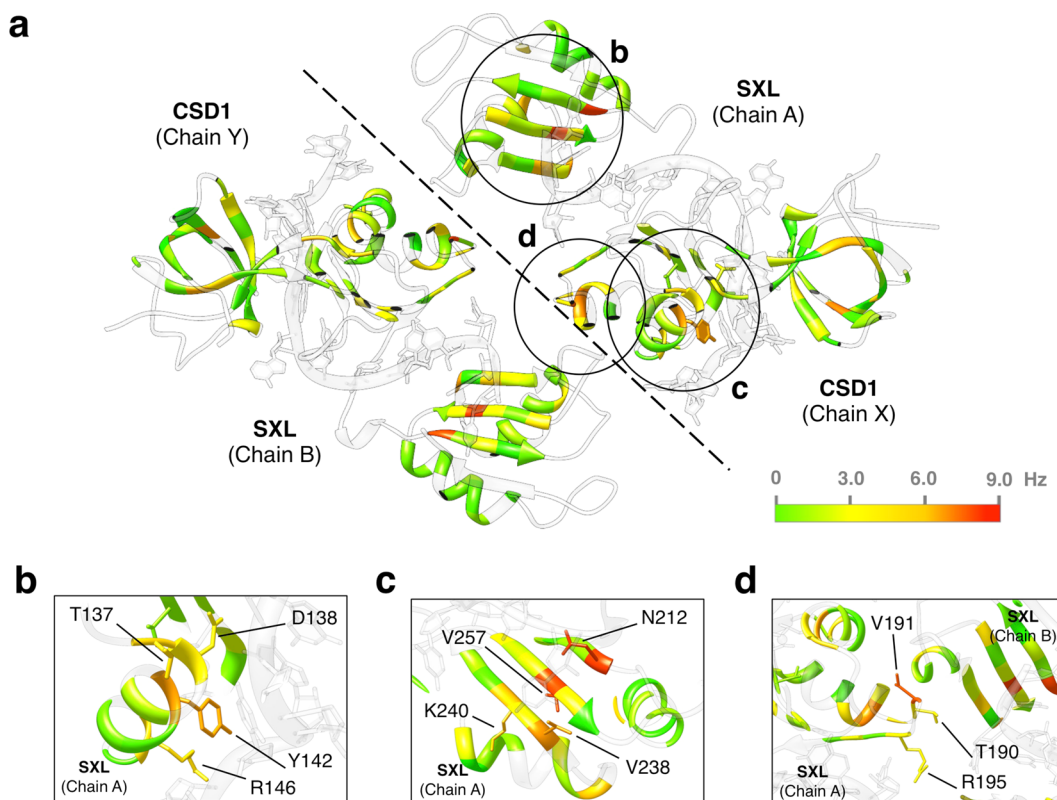 a
b
SXL
(Chain A)
CSD1
(Chain Y)
d
c
CSD1
(Chain X)
SXL
(Chain B)
0 3.0 6.0 9.0 Hz
b
T137
D138
Y142
R146
SXL
(Chain A)
c
N212
V257
K240
V238
SXL
(Chain A)
d
V191
SXL
(Chain B)
T190
R195
SXL
(Chain A)